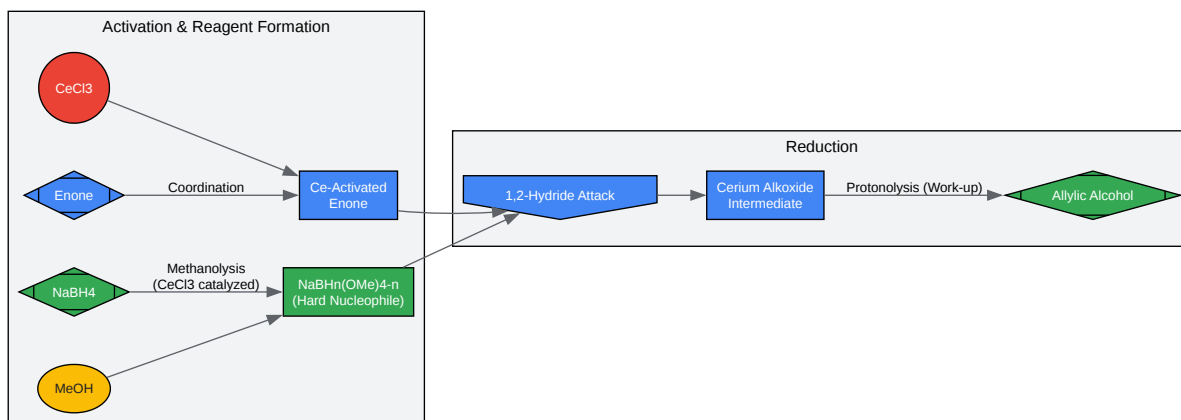 Activation & Reagent Formation
CeCl3
Enone
Coordination
Ce-Activated
Enone
NaBH4
Methanolysis
(CeCl3 catalyzed)
NaBHn(OMe)4-n
(Hard Nucleophile)
MeOH
Reduction
1,2-Hydride Attack
Cerium Alkoxide
Intermediate
Protonolysis (Work-up)
Allylic Alcohol